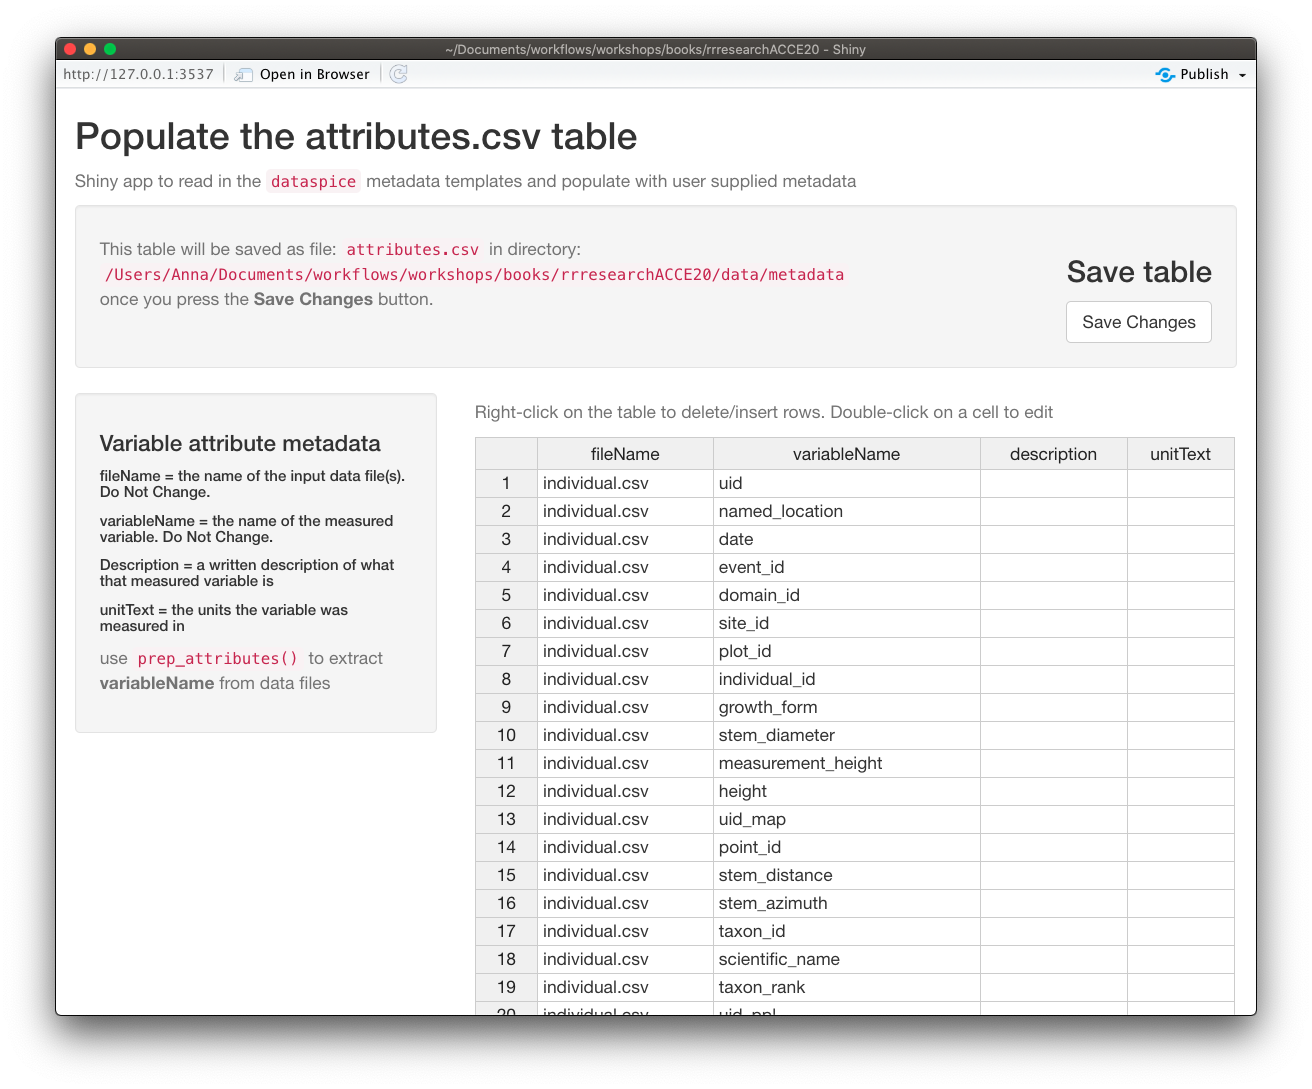 ~/Documents/workflows/workshops/books/rrresearchACCE20 - Shiny
http://127.0.0.1:3537 Open in Browser Publish
Populate the attributes.csv table
Shiny app to read in the dataspice metadata templates and populate with user supplied metadata
This table will be saved as file: attributes.csv in directory:
/Users/Anna/Documents/workflows/workshops/books/rrresearchACCE20/data/metadata
once you press the Save Changes button.
Save table
Save Changes
Variable attribute metadata
fileName = the name of the input data file(s).
Do Not Change.
variableName = the name of the measured
variable. Do Not Change.
Description = a written description of what
that measured variable is
unitText = the units the variable was
measured in
use prep_attributes() to extract
variableName from data files
Right-click on the table to delete/insert rows. Double-click on a cell to edit
fileName variableName description unitText
1 individual.csv uid
2 individual.csv named_location
3 individual.csv date
4 individual.csv event_id
5 individual.csv domain_id
6 individual.csv site_id
7 individual.csv plot_id
8 individual.csv individual_id
9 individual.csv growth_form
10 individual.csv stem_diameter
11 individual.csv measurement_height
12 individual.csv height
13 individual.csv uid_map
14 individual.csv point_id
15 individual.csv stem_distance
16 individual.csv stem_azimuth
17 individual.csv taxon_id
18 individual.csv scientific_name
19 individual.csv taxon_rank
20 individual.csv